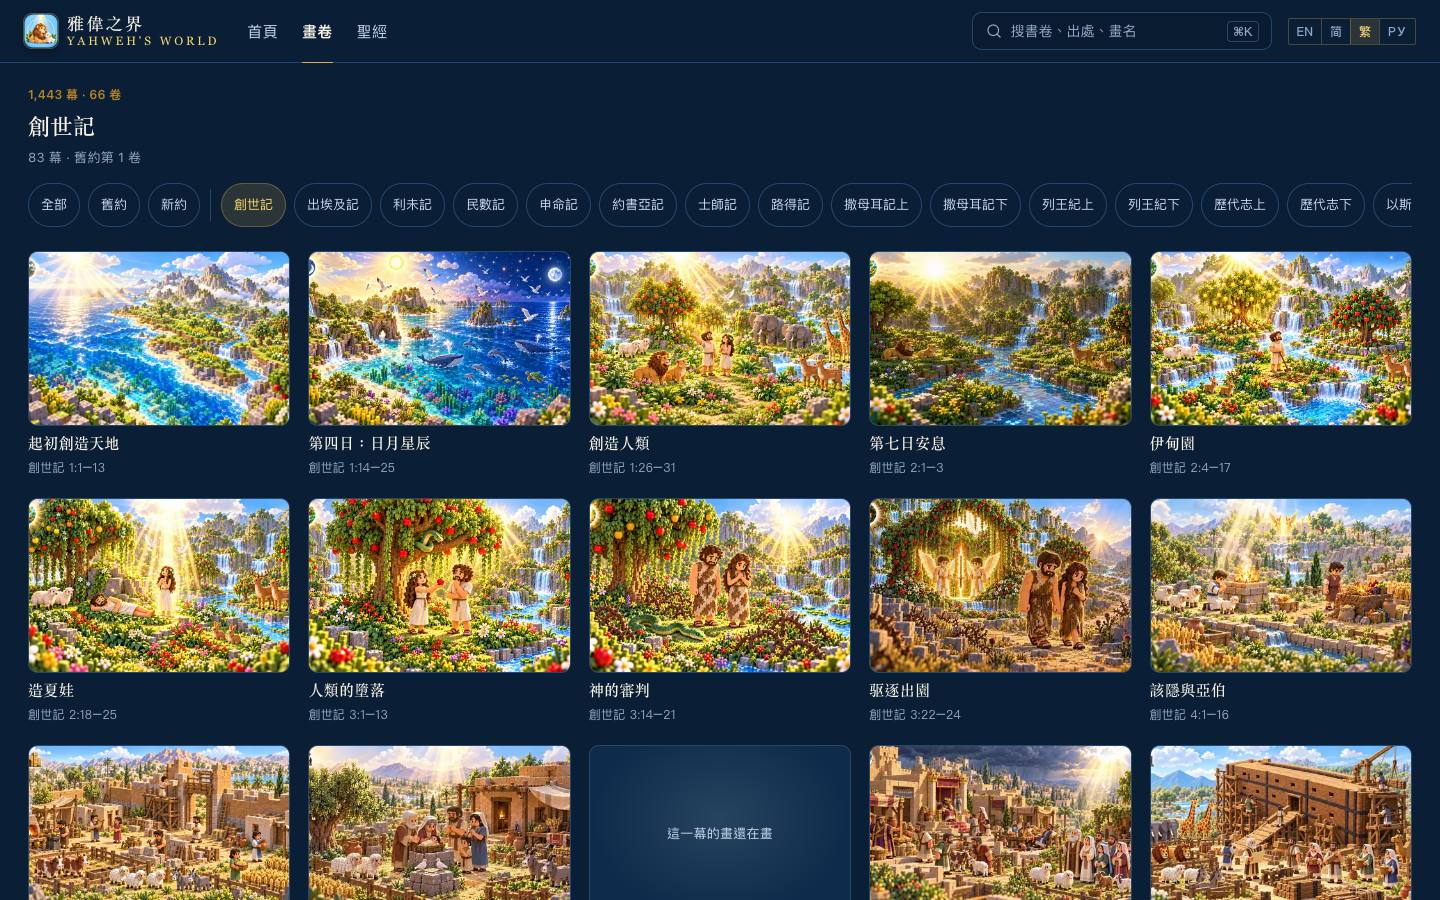 雅偉之界
YAHWEH'S WORLD
首頁 畫卷 聖經
搜書卷、出處、畫名 ⌘K
EN 简 繁 РУ
1,443 幕 · 66 卷
創世記
83 幕 · 舊約第 1 卷
全部 舊約 新約 創世記 出埃及記 利未記 民數記 申命記 約書亞記 士師記 路得記 撒母耳記上 撒母耳記下 列王紀上 列王紀下 歷代志上 歷代志下 以斯
起初創造天地 第四日：日月星辰 創造人類 第七日安息 伊甸園
創世記 1:1–13 創世記 1:14–25 創世記 1:26–31 創世記 2:1–3 創世記 2:4–17
造夏娃 人類的墮落 神的審判 驅逐出園 該隱與亞伯
創世記 2:18–25 創世記 3:1–13 創世記 3:14–21 創世記 3:22–24 創世記 4:1–16
這一幕的畫還在畫